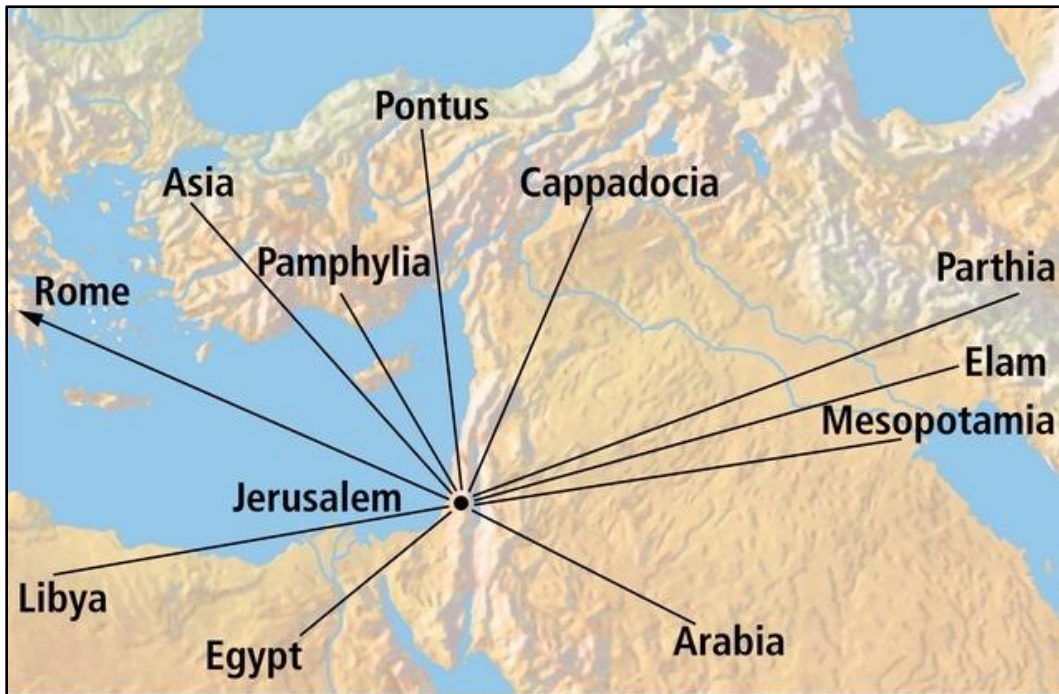 Pontus
Asia
Cappadocia
Pamphylia
Parthia
Rome
Elam
Mesopotamia
Jerusalem
Libya
Egypt
Arabia